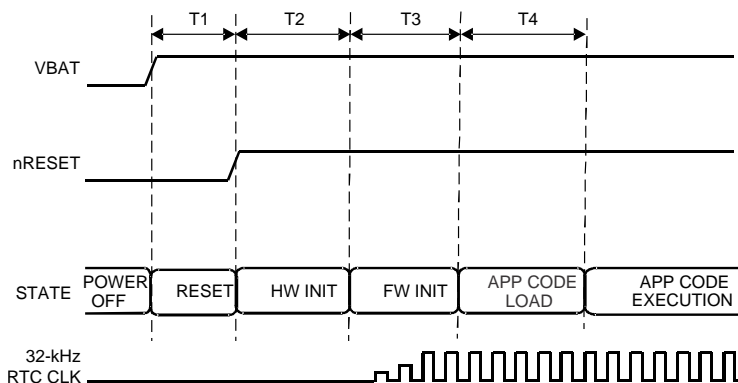 T1 T2 T3 T4
VBAT
nRESET
STATE
POWER
OFF
RESET
HW INIT
FW INIT
APP CODE
LOAD
APP CODE
EXECUTION
32-kHz
RTC CLK